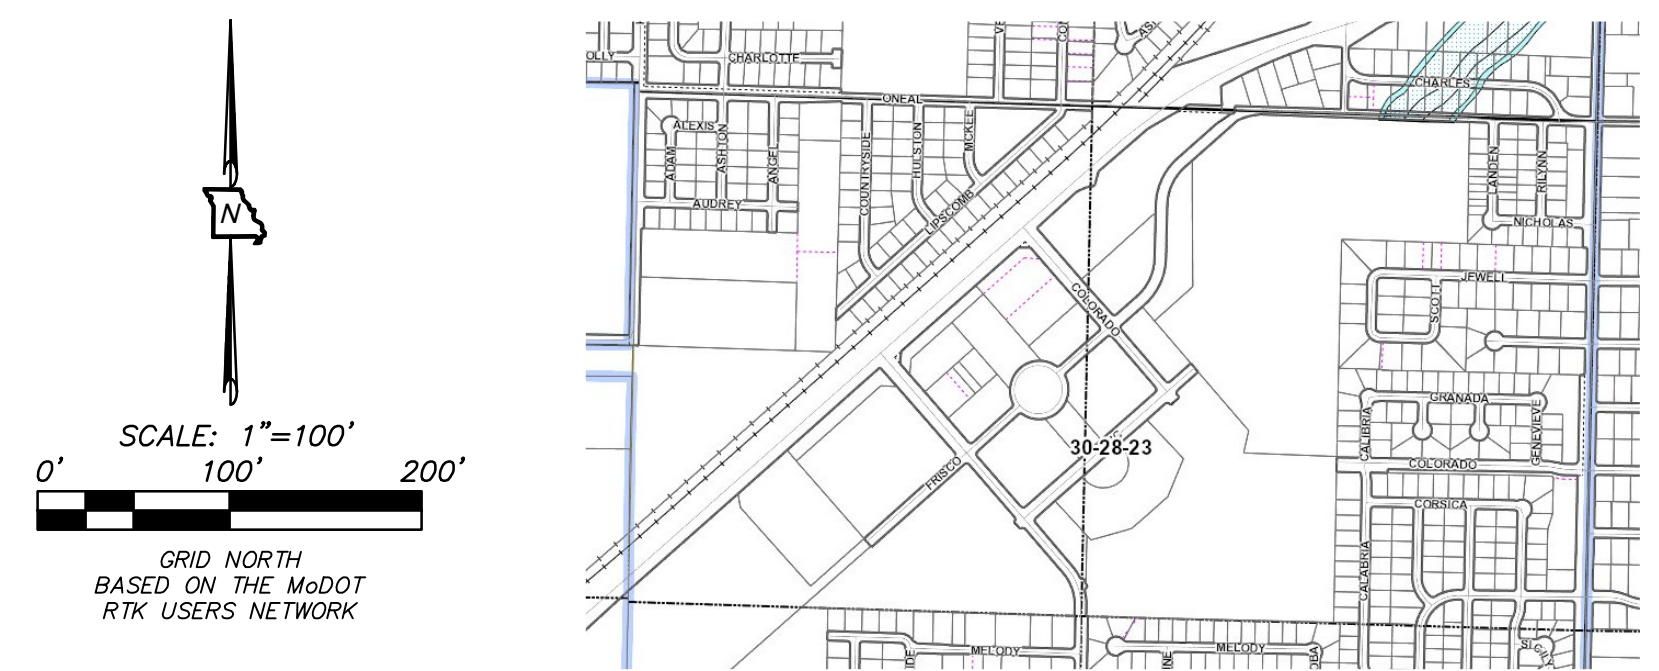 N
SCALE: 1"=100'
0' 100' 200'
GRID NORTH
BASED ON THE MoDOT
RTK USERS NETWORK
OLLY
CHARLOTTE
ONEAL
CHARLES
ALEXIS
ADAM
ASHTON
ANGEL
AUDREY
COUNTRYSIDE
HULSTON
MCKEE
LIPSCOMB
LANDEN
RILYNN
NICHOLAS
JEWELL
SCOTT
COLORADO
GRANADA
CALIBRIA
GENEVIEVE
30-28-23
FRISCO
COLORADO
CORSICA
CALABRIA
MELODY
MELODY
SICILY